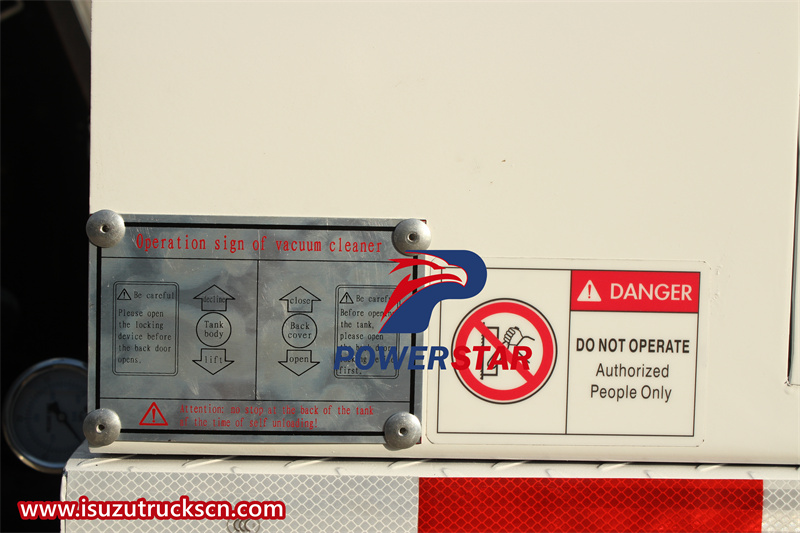 Operation sign of vacuum cleaner
Be careful
Please open
the locking
device before
the back door
opens.
decline
Tank
body
lift
close
Back
cover
open
Be careful
Before
the tank,
please
the back
first.
Attention: no stop at the back of the tank
at the time of self unloading!
POWERSTAR
DANGER
DO NOT OPERATE
Authorized
People Only
www.isuzutruckscn.com